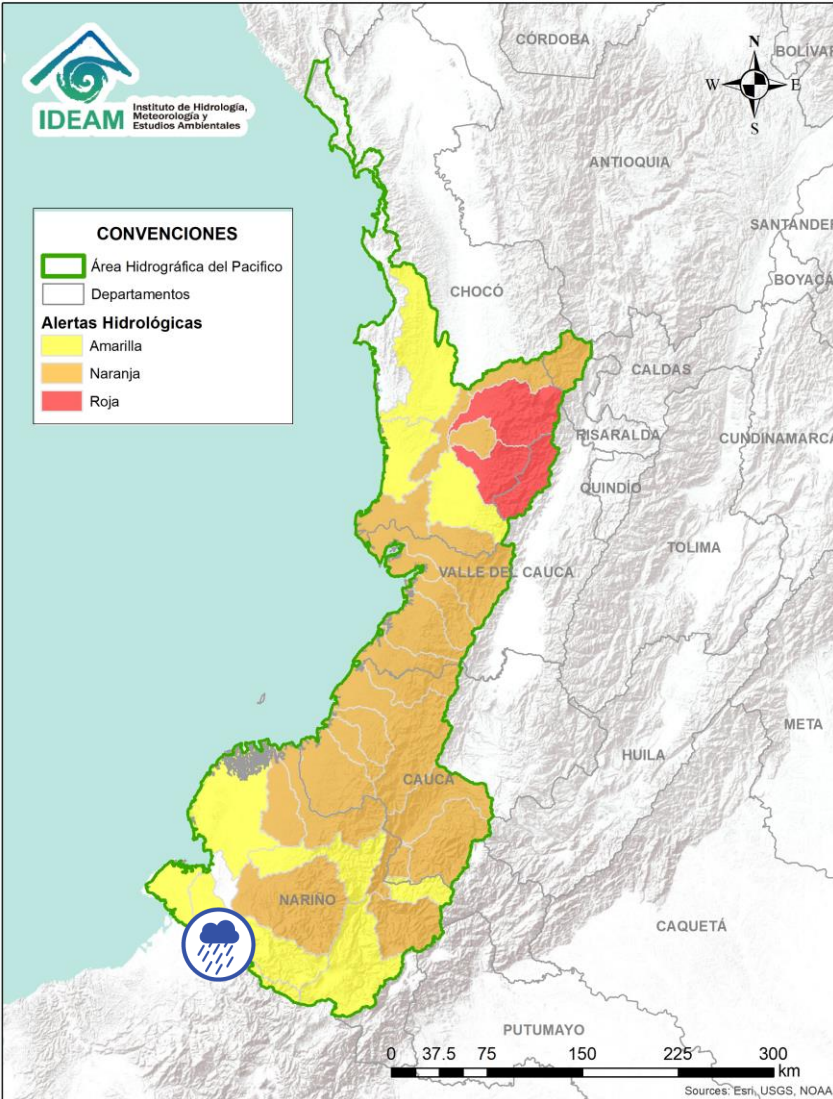 IDEAM
Instituto de Hidrología,
Meteorología y
Estudios Ambientales
N
W
E
S
CÓRDOBA
BOLÍVAR
ANTIOQUIA
SANTANDER
BOYACÁ
CHOCÓ
CALDAS
RISARALDA
CUNDINAMARCA
QUINDÍO
TOLIMA
VALLE DEL CAUCA
META
HUILA
CAUCA
NARIÑO
CAQUETÁ
PUTUMAYO
CONVENCIONES
Área Hidrográfica del Pacifico
Departamentos
Alertas Hidrológicas
Amarilla
Naranja
Roja
0 37.5 75 150 225 300
km
Sources: Esri, USGS, NOAA